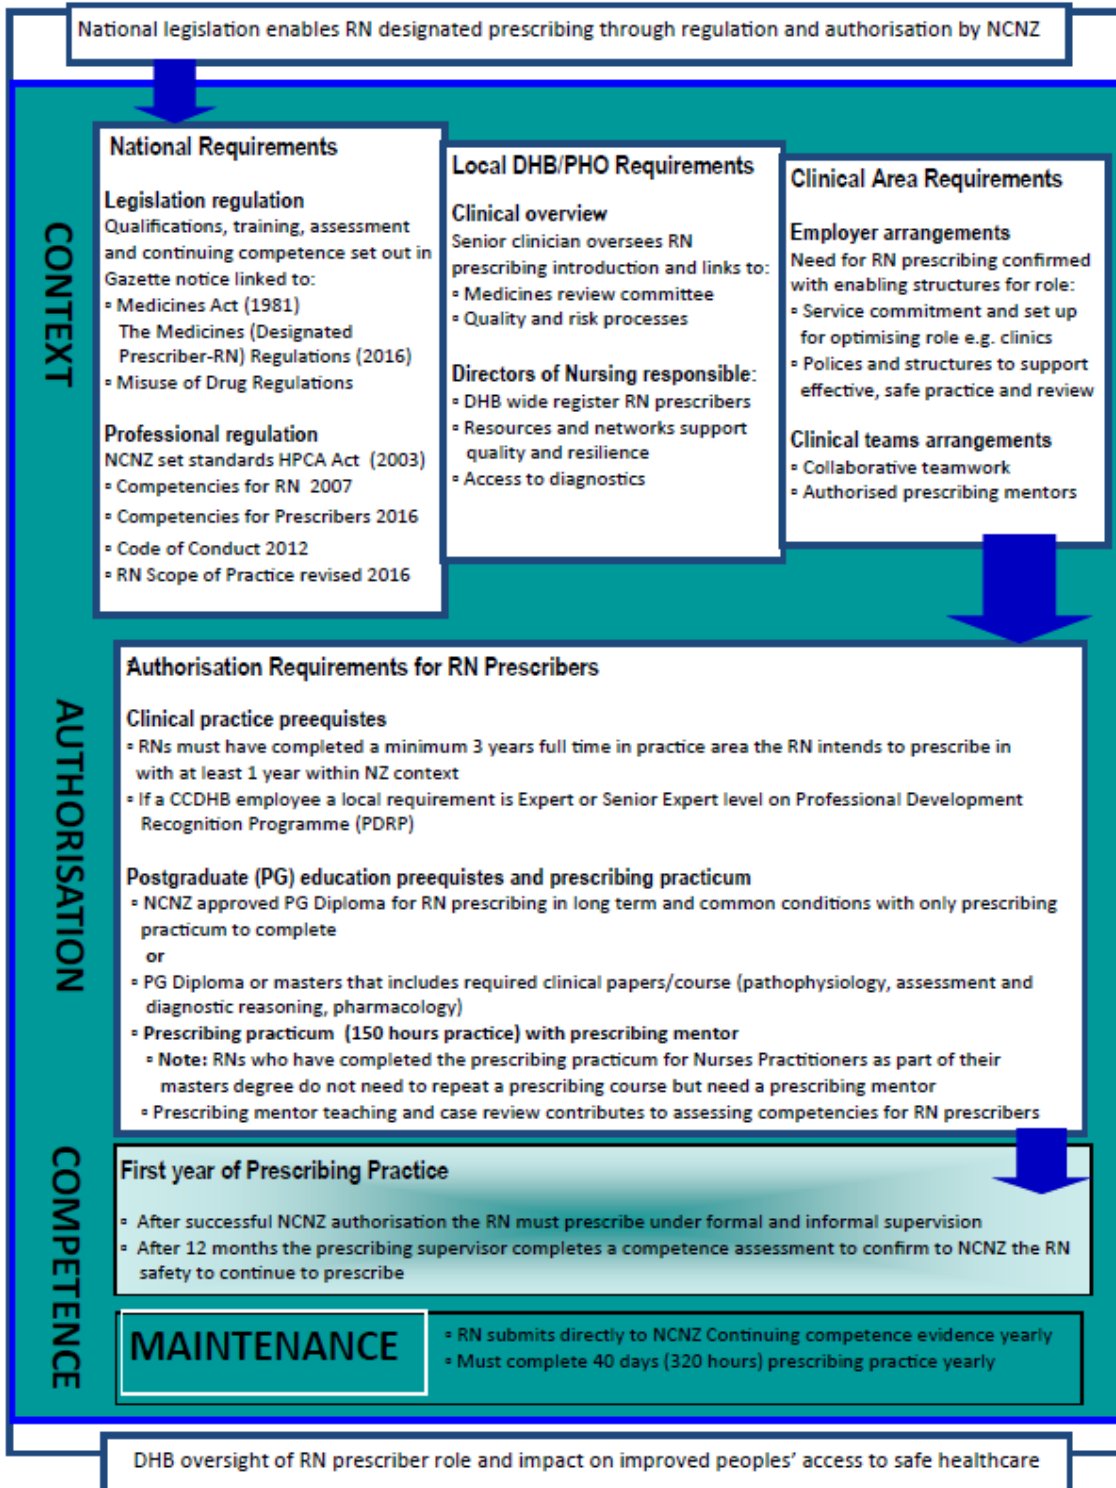 National legislation enables RN designated prescribing through regulation and authorisation by NCNZ
CONTEXT
National Requirements
Legislation regulation
Qualifications, training, assessment
and continuing competence set out in
Gazette notice linked to:
▫ Medicines Act (1981)
The Medicines (Designated
Prescriber-RN) Regulations (2016)
▫ Misuse of Drug Regulations
Professional regulation
NCNZ set standards HPCA Act (2003)
▫ Competencies for RN 2007
▫ Competencies for Prescribers 2016
▫ Code of Conduct 2012
▫ RN Scope of Practice revised 2016
Local DHB/PHO Requirements
Clinical overview
Senior clinician oversees RN
prescribing introduction and links to:
▫ Medicines review committee
▫ Quality and risk processes
Directors of Nursing responsible:
▫ DHB wide register RN prescribers
▫ Resources and networks support
quality and resilience
▫ Access to diagnostics
Clinical Area Requirements
Employer arrangements
Need for RN prescribing confirmed
with enabling structures for role:
▫ Service commitment and set up
for optimising role e.g. clinics
▫ Polices and structures to support
effective, safe practice and review
Clinical teams arrangements
▫ Collaborative teamwork
▫ Authorised prescribing mentors
AUTHORISATION
▫Authorisation Requirements for RN Prescribers
Clinical practice preequistes
▫ RNs must have completed a minimum 3 years full time in practice area the RN intends to prescribe in
with at least 1 year within NZ context
▫ If a CCDHB employee a local requirement is Expert or Senior Expert level on Professional Development
Recognition Programme (PDRP)
Postgraduate (PG) education preequistes and prescribing practicum
▫ NCNZ approved PG Diploma for RN prescribing in long term and common conditions with only prescribing
practicum to complete
or
▫ PG Diploma or masters that includes required clinical papers/course (pathophysiology, assessment and
diagnostic reasoning, pharmacology)
▫ Prescribing practicum (150 hours practice) with prescribing mentor
▫ Note: RNs who have completed the prescribing practicum for Nurses Practitioners as part of their
masters degree do not need to repeat a prescribing course but need a prescribing mentor
▫ Prescribing mentor teaching and case review contributes to assessing competencies for RN prescribers
COMPETENCE
First year of Prescribing Practice
▫ After successful NCNZ authorisation the RN must prescribe under formal and informal supervision
▫ After 12 months the prescribing supervisor completes a competence assessment to confirm to NCNZ the RN
safety to continue to prescribe
MAINTENANCE
▫ RN submits directly to NCNZ Continuing competence evidence yearly
▫ Must complete 40 days (320 hours) prescribing practice yearly
DHB oversight of RN prescriber role and impact on improved peoples' access to safe healthcare